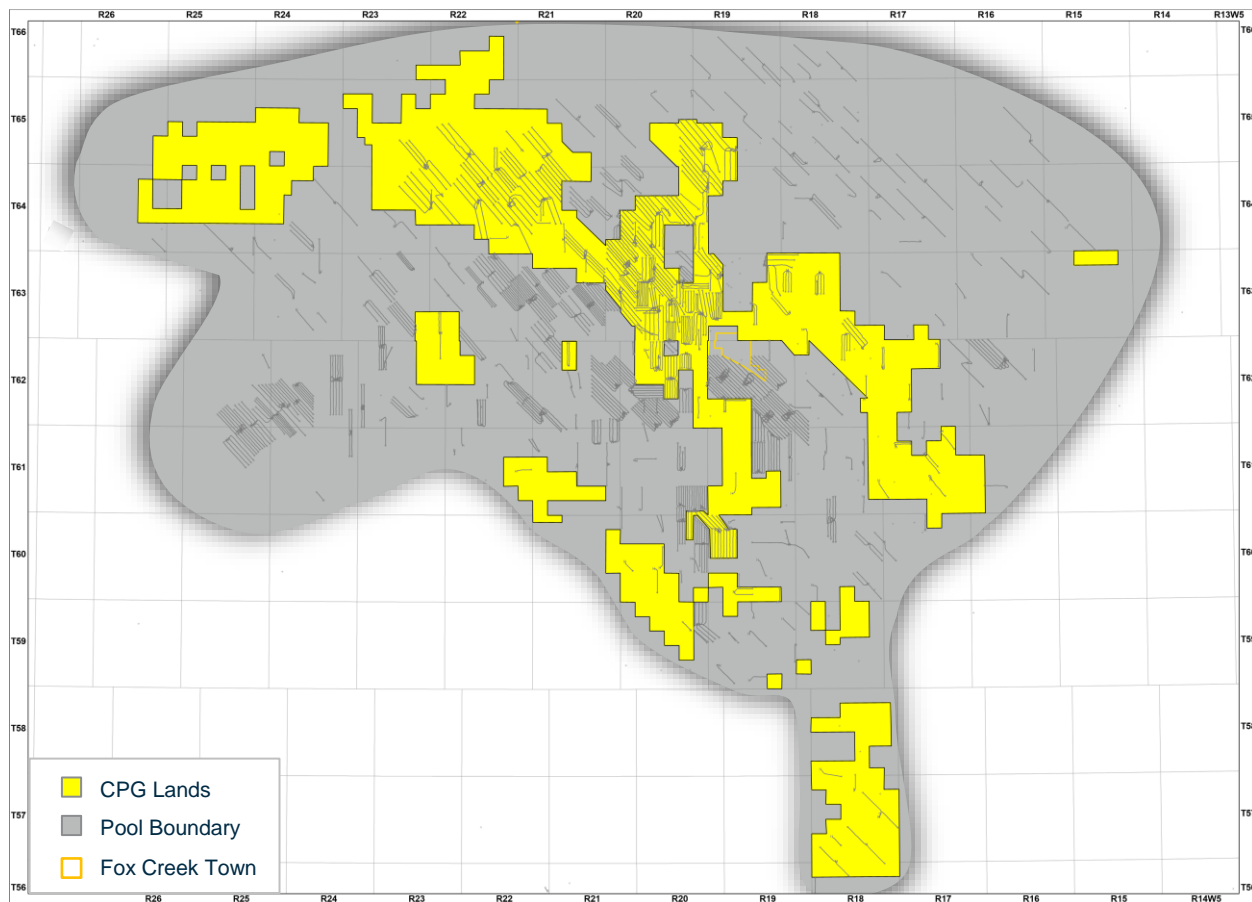 R26 R25 R24 R23 R22 R21 R20 R19 R18 R17 R16 R15 R14 R13W5
T66
T65
T64
T63
T62
T61
T60
T59
T58
T57
T56
CPG Lands
Pool Boundary
Fox Creek Town
R26 R25 R24 R23 R22 R21 R20 R19 R18 R17 R16 R15 R14W5